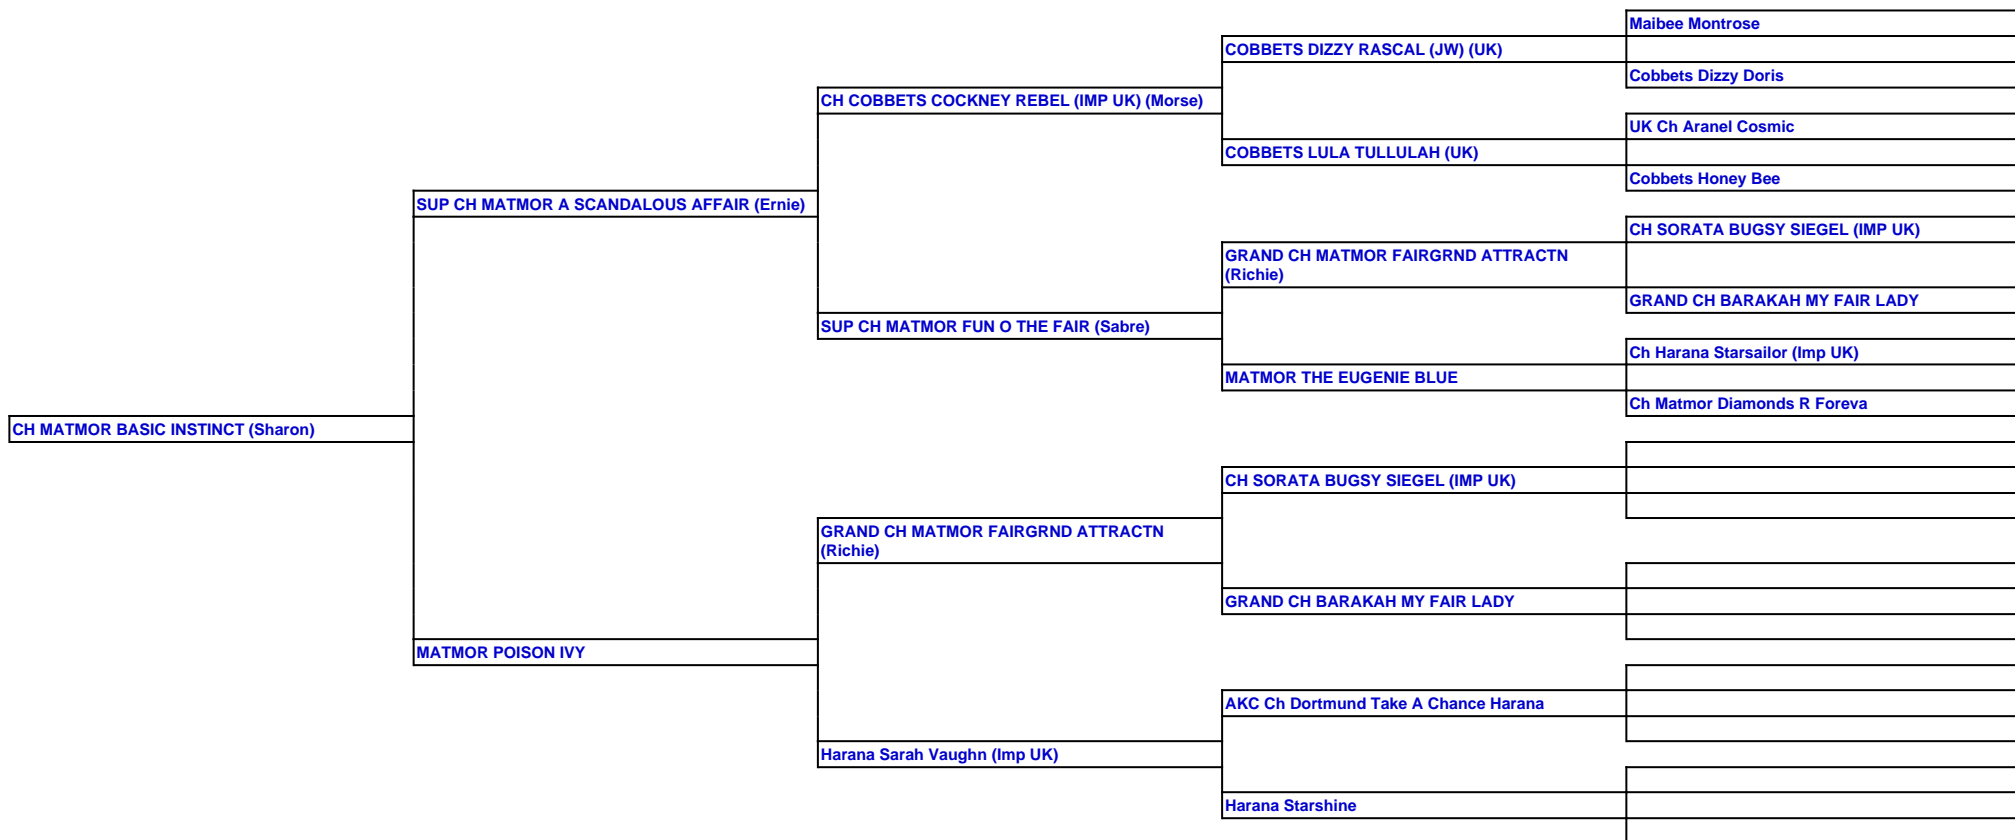 Maibee Montrose
COBBETS DIZZY RASCAL (JW) (UK)
Cobbets Dizzy Doris
CH COBBETS COCKNEY REBEL (IMP UK) (Morse)
UK Ch Aranel Cosmic
COBBETS LULA TULLULAH (UK)
Cobbets Honey Bee
SUP CH MATMOR A SCANDALOUS AFFAIR (Ernie)
CH SORATA BUGSY SIEGEL (IMP UK)
GRAND CH MATMOR FAIRGRND ATTRACTN
(Richie)
GRAND CH BARAKAH MY FAIR LADY
SUP CH MATMOR FUN O THE FAIR (Sabre)
Ch Harana Starsailor (Imp UK)
MATMOR THE EUGENIE BLUE
Ch Matmor Diamonds R Foreva
CH MATMOR BASIC INSTINCT (Sharon)
CH SORATA BUGSY SIEGEL (IMP UK)
GRAND CH MATMOR FAIRGRND ATTRACTN
(Richie)
GRAND CH BARAKAH MY FAIR LADY
MATMOR POISON IVY
AKC Ch Dortmund Take A Chance Harana
Harana Sarah Vaughn (Imp UK)
Harana Starshine